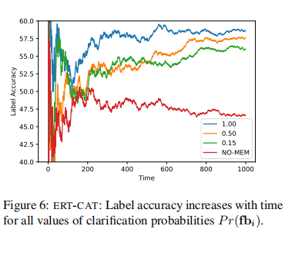 60.0
57.5
55.0
52.5
50.0
47.5
45.0
42.5
40.0
Label Accuracy
0 200 400 600 800 1000
Time
1.00
0.50
0.15
NO-MEM
Figure 6: ERT-CAT: Label accuracy increases with time
for all values of clarification probabilities Pr(fbᵢ).